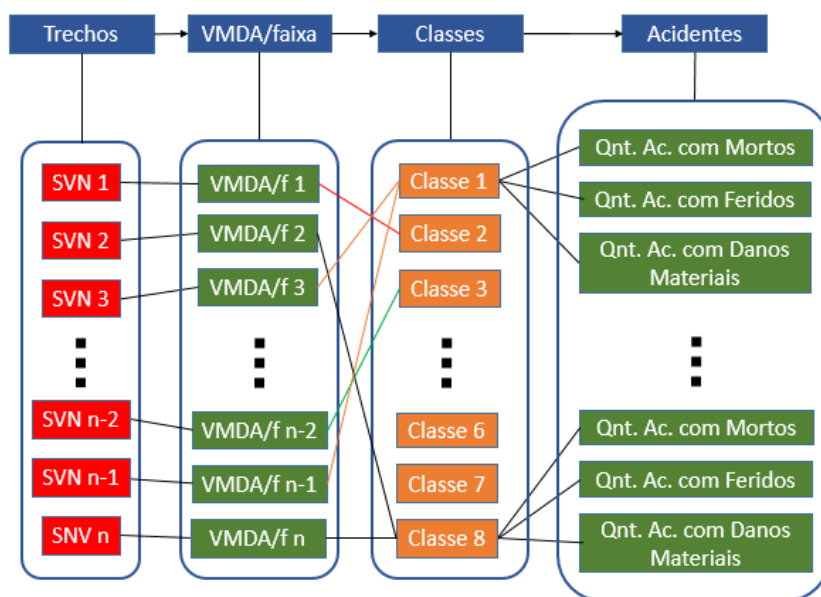 Trechos
VMDA/faixa
Classes
Acidentes
SVN 1
SVN 2
SVN 3
SVN n-2
SVN n-1
SNV n
VMDA/f 1
VMDA/f 2
VMDA/f 3
VMDA/f n-2
VMDA/f n-1
VMDA/f n
Classe 1
Classe 2
Classe 3
Classe 6
Classe 7
Classe 8
Qnt. Ac. com Mortos
Qnt. Ac. com Feridos
Qnt. Ac. com Danos
Materiais
Qnt. Ac. com Mortos
Qnt. Ac. com Feridos
Qnt. Ac. com Danos
Materiais